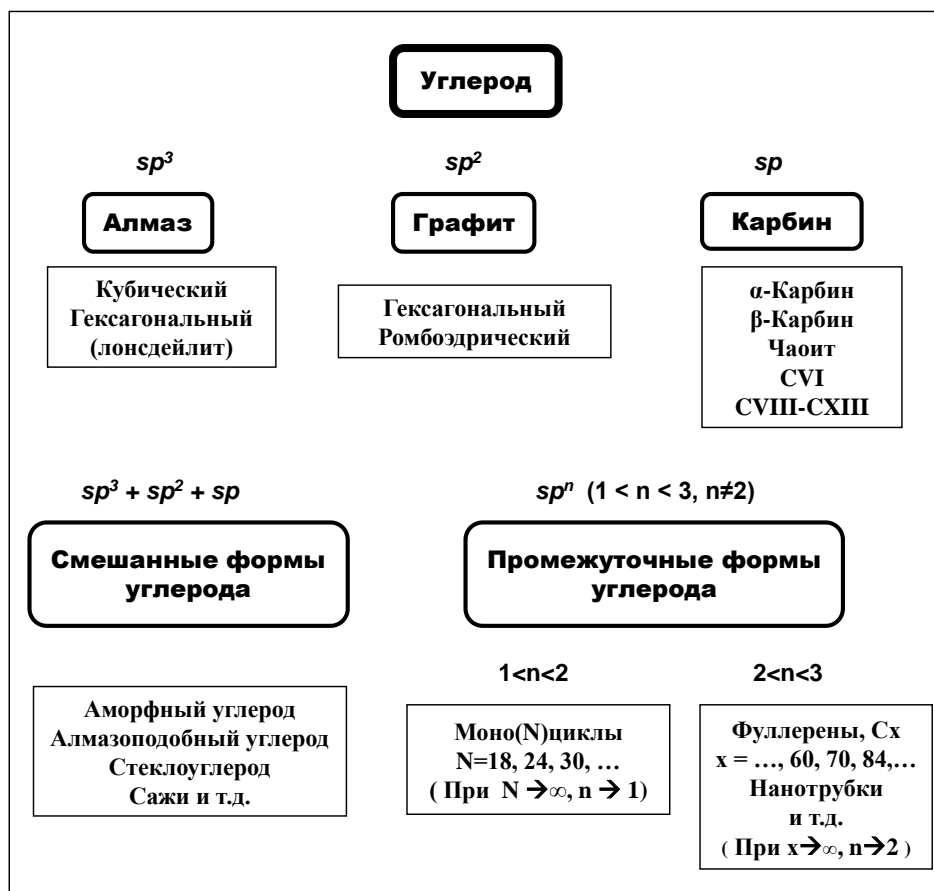 Углерод
sp³
sp²
sp
Алмаз
Графит
Карбин
Кубический
Гексагональный
(лонсдейлит)
Гексагональный
Ромбоэдрический
α-Карбин
β-Карбин
Чаоит
CVI
CVIII-CXIII
sp³ + sp² + sp
spⁿ (1 < n < 3, n≠2)
Смешанные формы
углерода
Промежуточные формы
углерода
1<n<2
2<n<3
Аморфный углерод
Алмазоподобный углерод
Стеклоуглерод
Сажи и т.д.
Моно(N)циклы
N=18, 24, 30, …
( При N →∞, n → 1)
Фуллерены, Cx
x = …, 60, 70, 84,…
Нанотрубки
и т.д.
( При x→∞, n→2 )